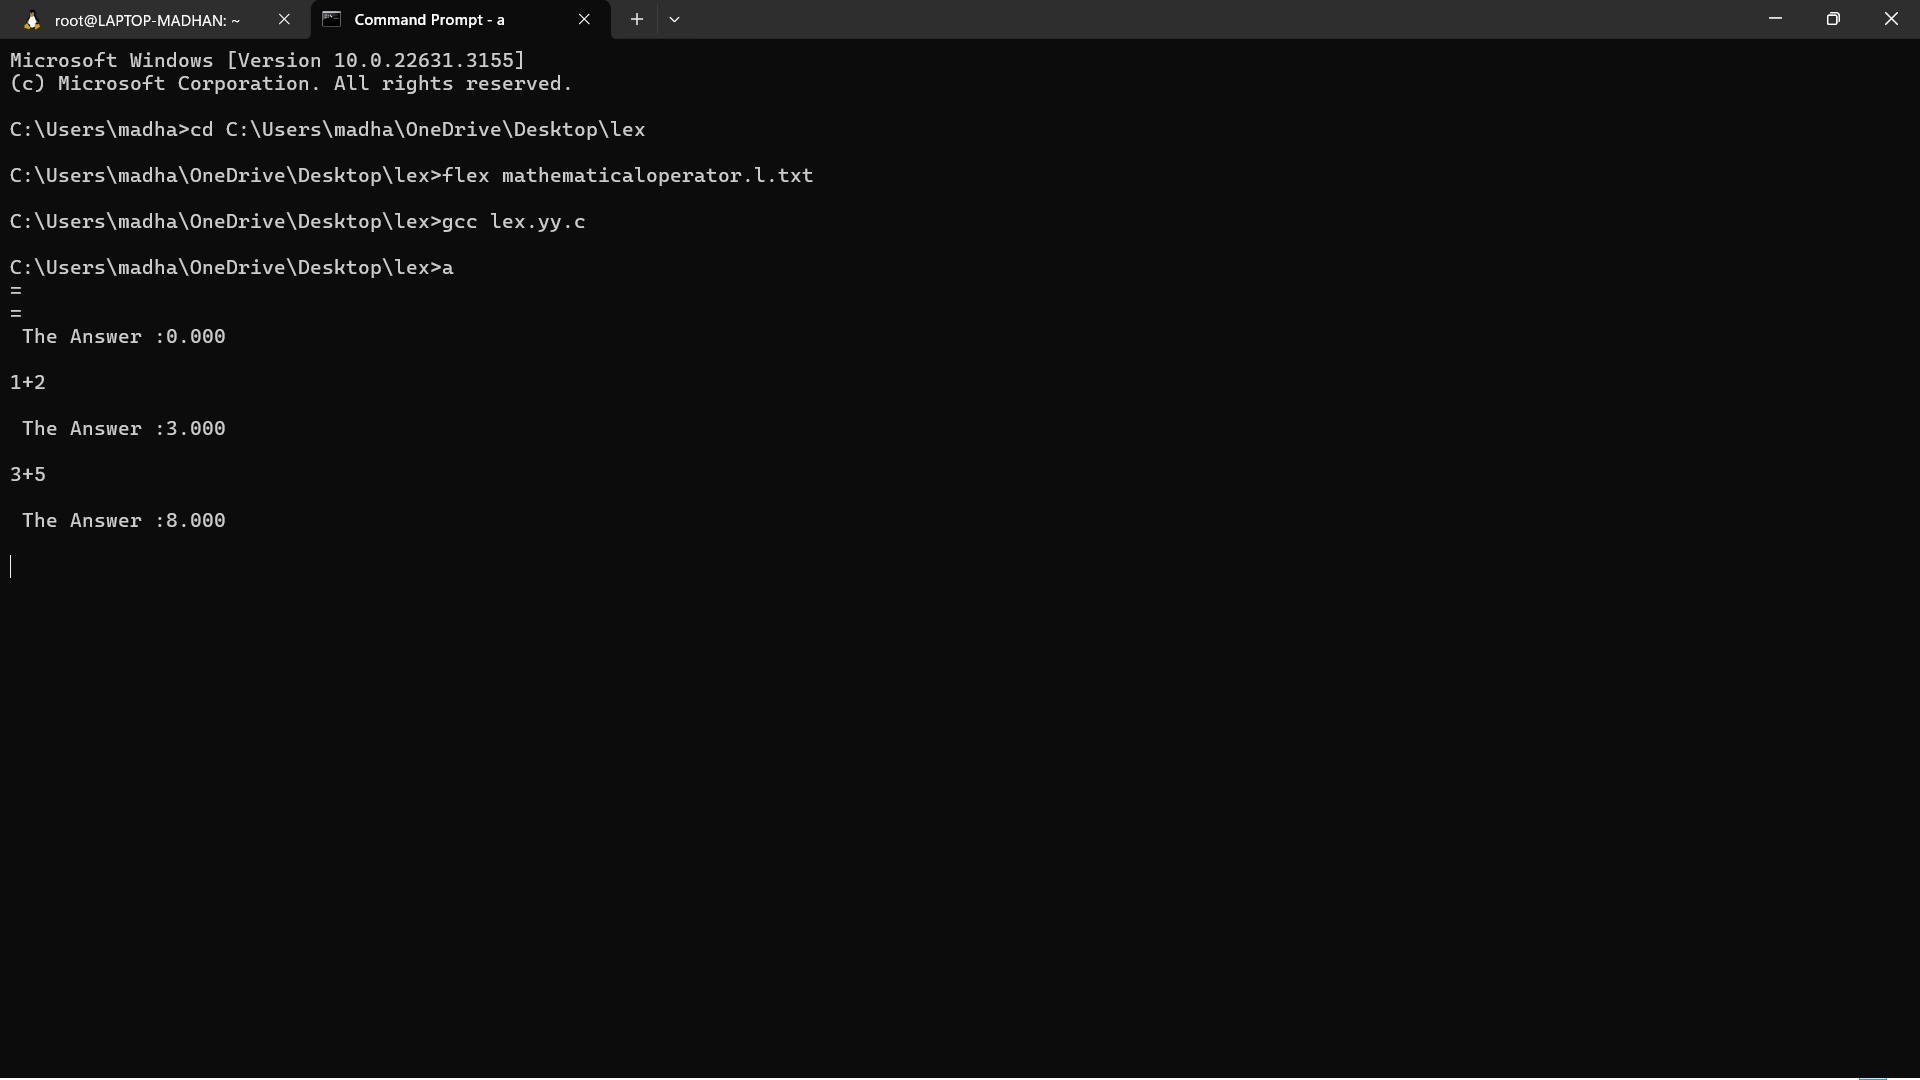 root@LAPTOP-MADHAN: ~
Command Prompt - a
Microsoft Windows [Version 10.0.22631.3155]
(c) Microsoft Corporation. All rights reserved.
C:\Users\madha>cd C:\Users\madha\OneDrive\Desktop\lex
C:\Users\madha\OneDrive\Desktop\lex>flex mathematicaloperator.l.txt
C:\Users\madha\OneDrive\Desktop\lex>gcc lex.yy.c
C:\Users\madha\OneDrive\Desktop\lex>a
=
=
The Answer :0.000
1+2
The Answer :3.000
3+5
The Answer :8.000